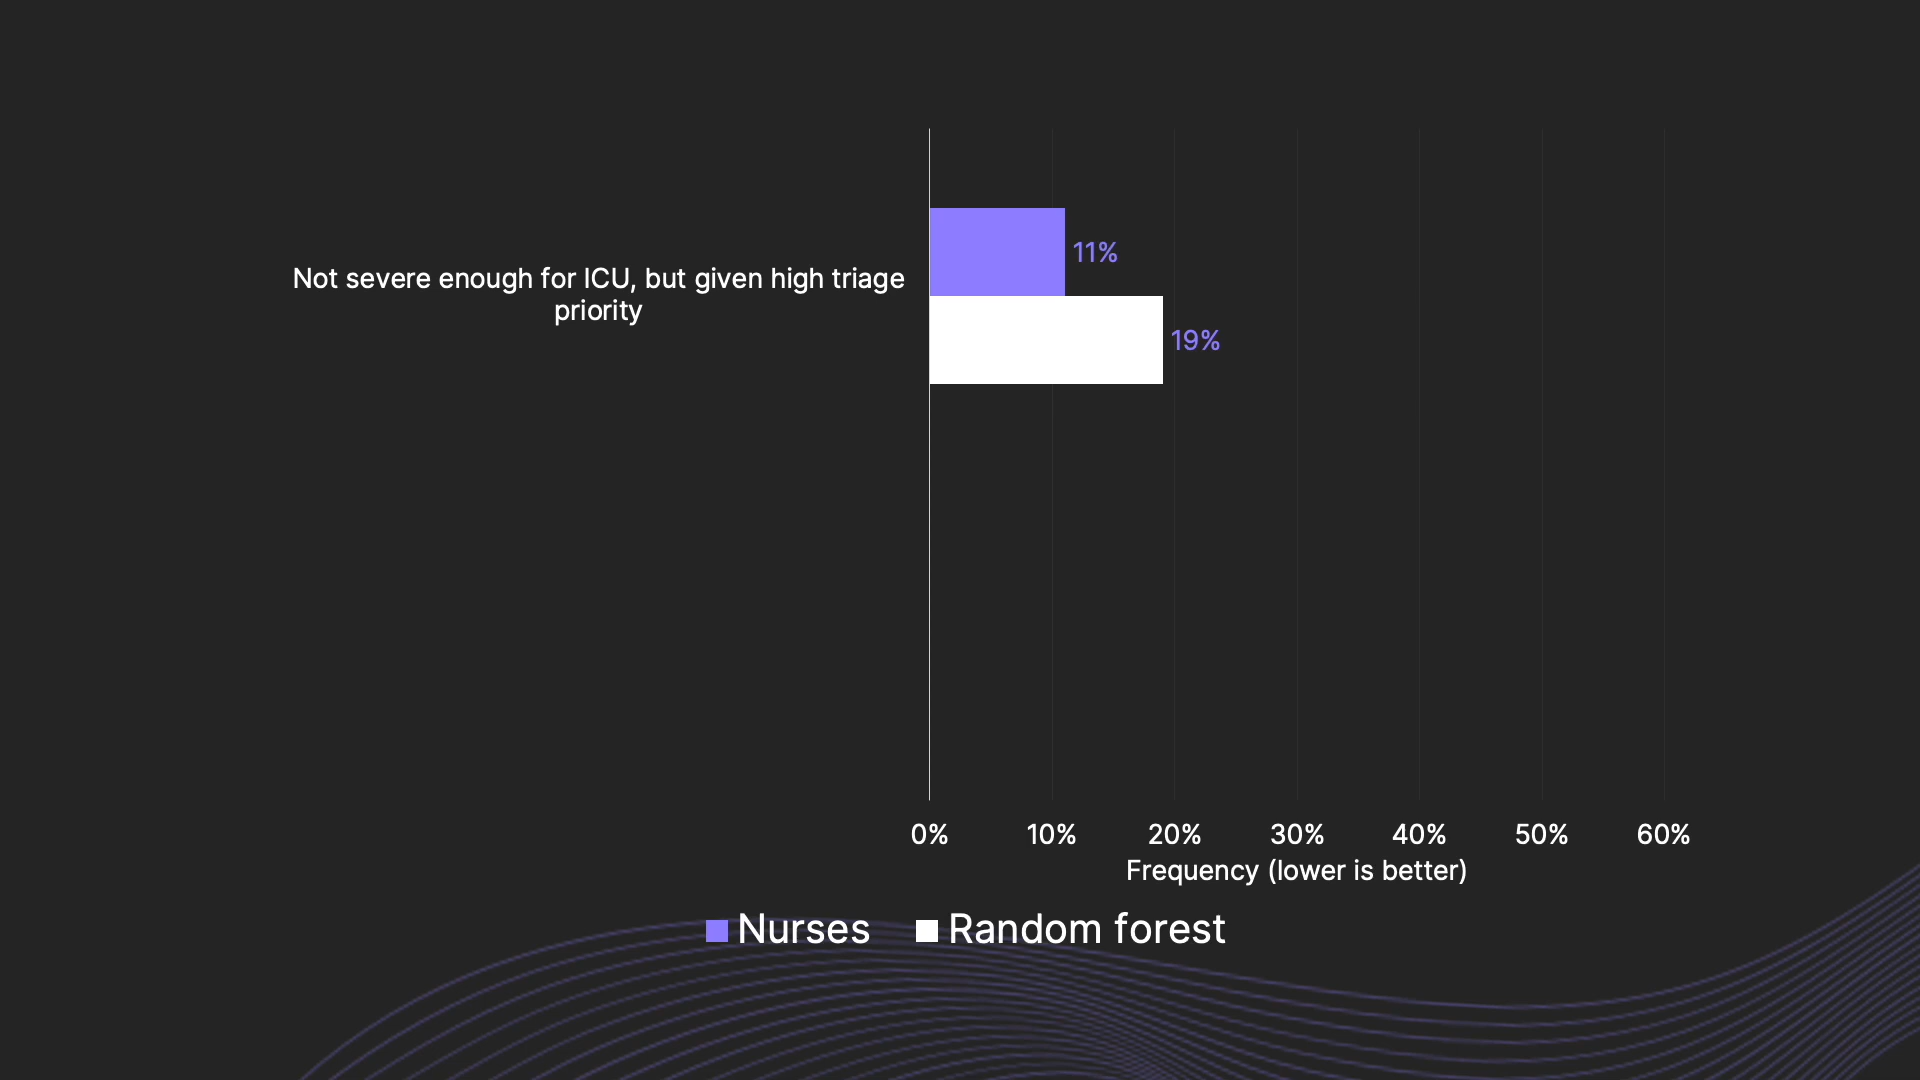 11%
Not severe enough for ICU, but given high triage
priority
19%
0% 10% 20% 30% 40% 50% 60%
Frequency (lower is better)
Nurses Random forest